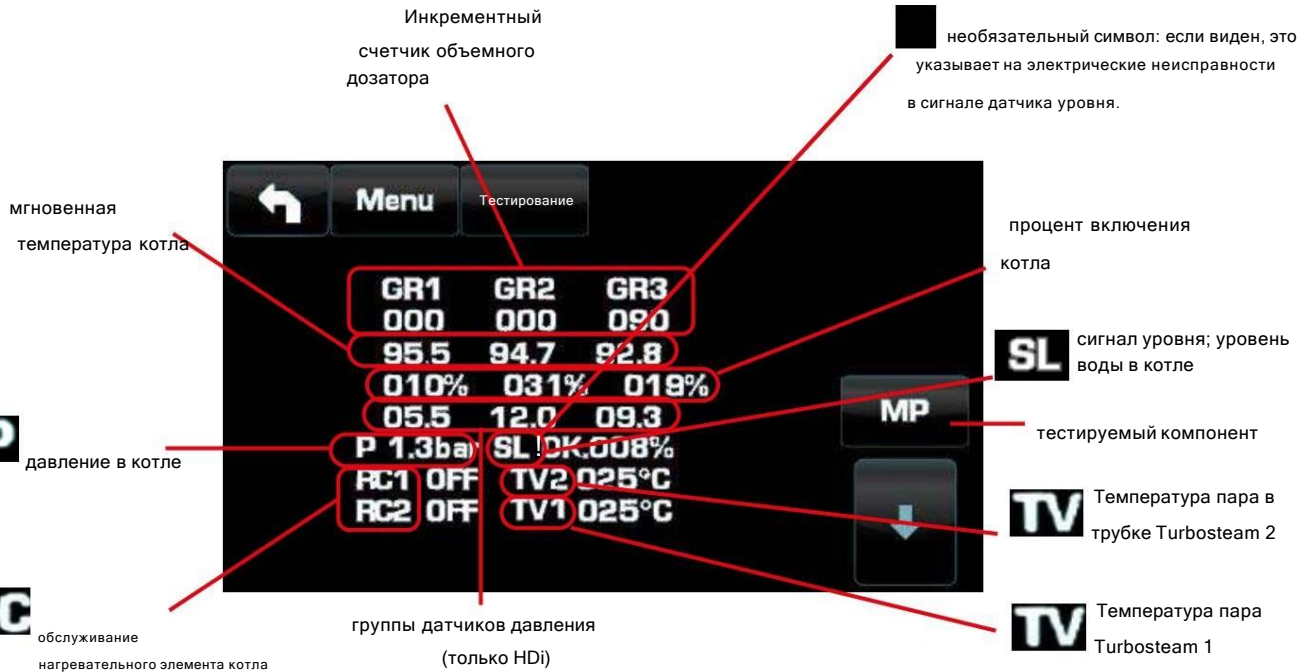 Инкрементный
счетчик объемного
дозатора
необязательный символ: если виден, это
указывает на электрические неисправности
в сигнале датчика уровня.
мгновенная
температура котла
Menu
Тестирование
процент включения
котла
GR1 GR2 GR3
000 000 090
95.5 94.7 92.8
010% 031% 019%
05.5 12.0 09.3
P 1.3bar SL ! OK.008%
RC1 OFF TV2 025°C
RC2 OFF TV1 025°C
SL сигнал уровня; уровень
воды в котле
MP
тестируемый компонент
давление в котле
TV Температура пара в
трубке Turbosteam 2
TV Температура пара
Turbosteam 1
C
обслуживание
нагревательного элемента котла
группы датчиков давления
(только HDi)